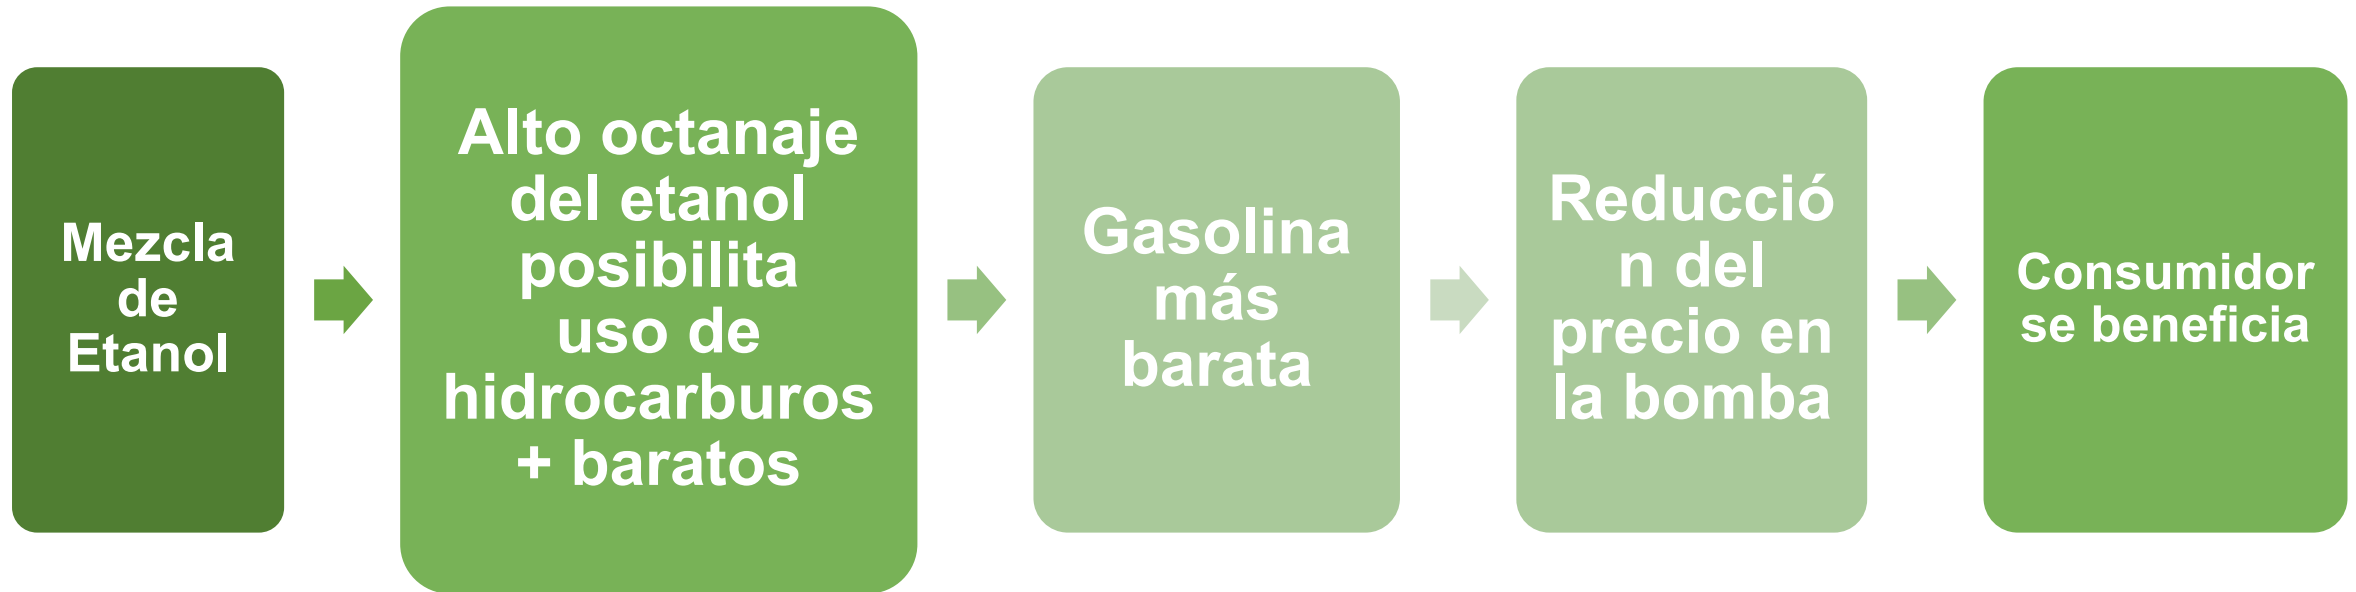 Mezcla
de
Etanol
Alto octanaje
del etanol
posibilita
uso de
hidrocarburos
+ baratos
Gasolina
más
barata
Reducció
n del
precio en
la bomba
Consumidor
se beneficia